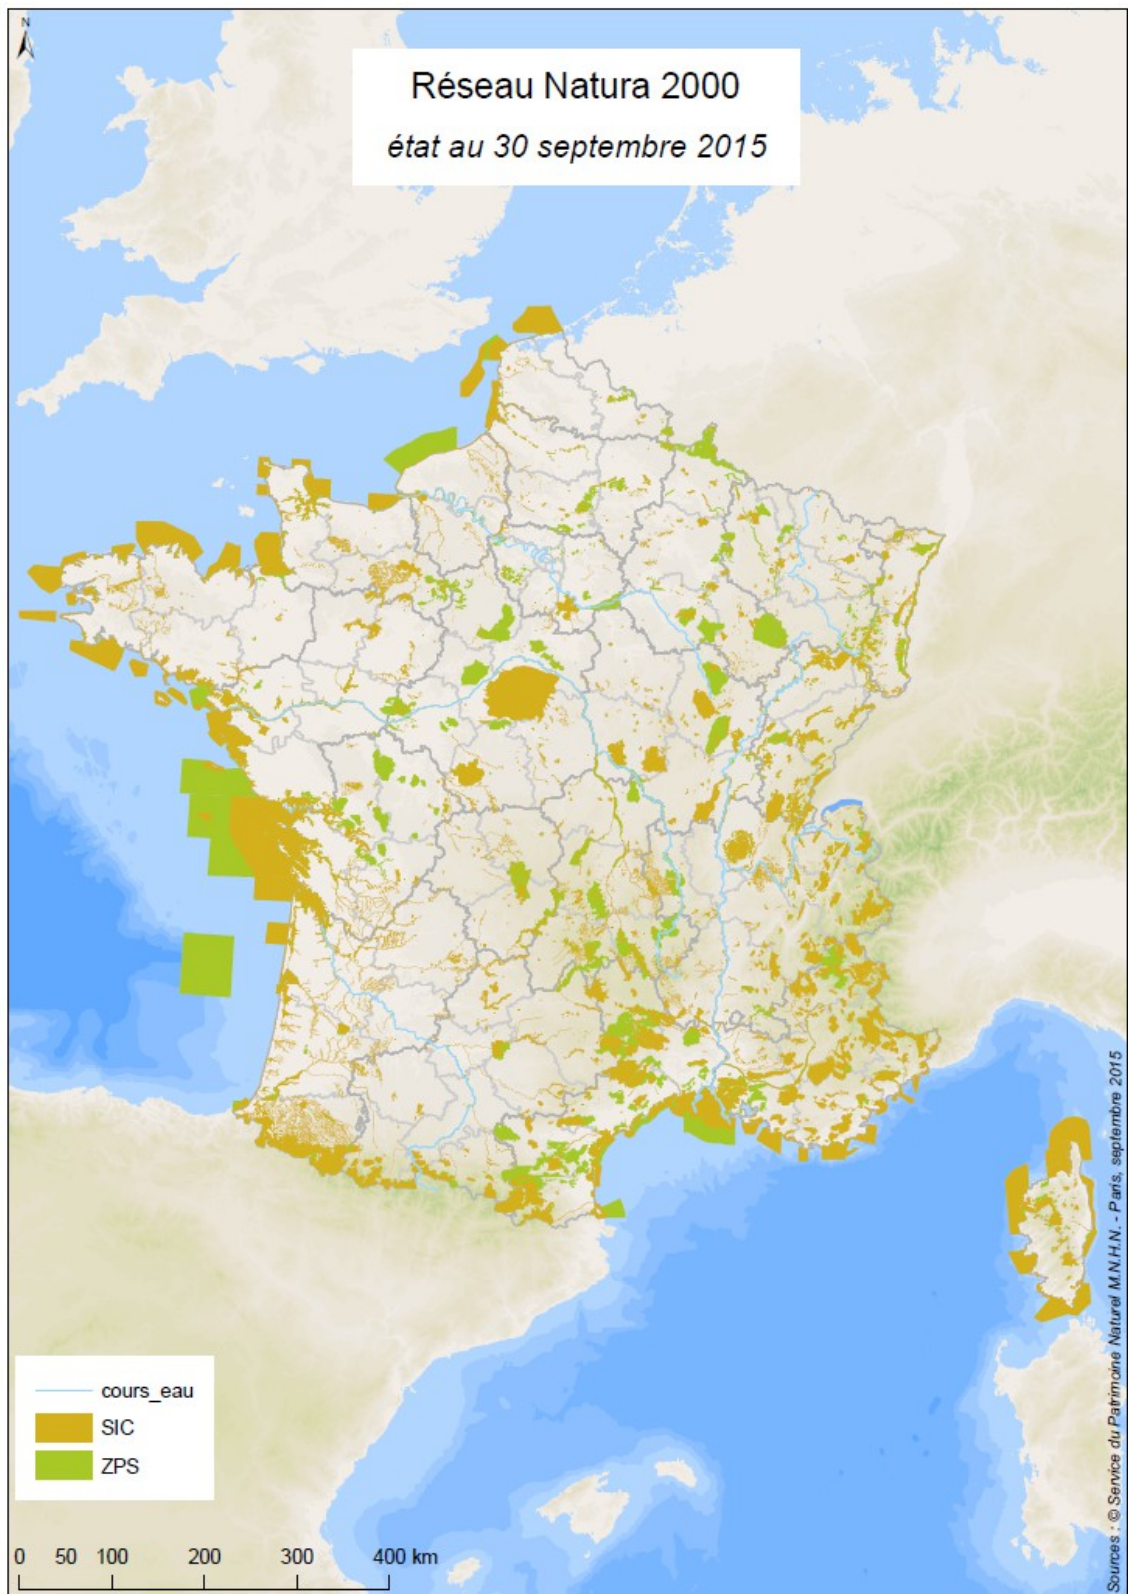 N
Réseau Natura 2000
état au 30 septembre 2015
cours_eau
SIC
ZPS
0 50 100 200 300 400 km
Sources : © Service du Patrimoine Naturel M.N.H.N. - Paris, septembre 2015